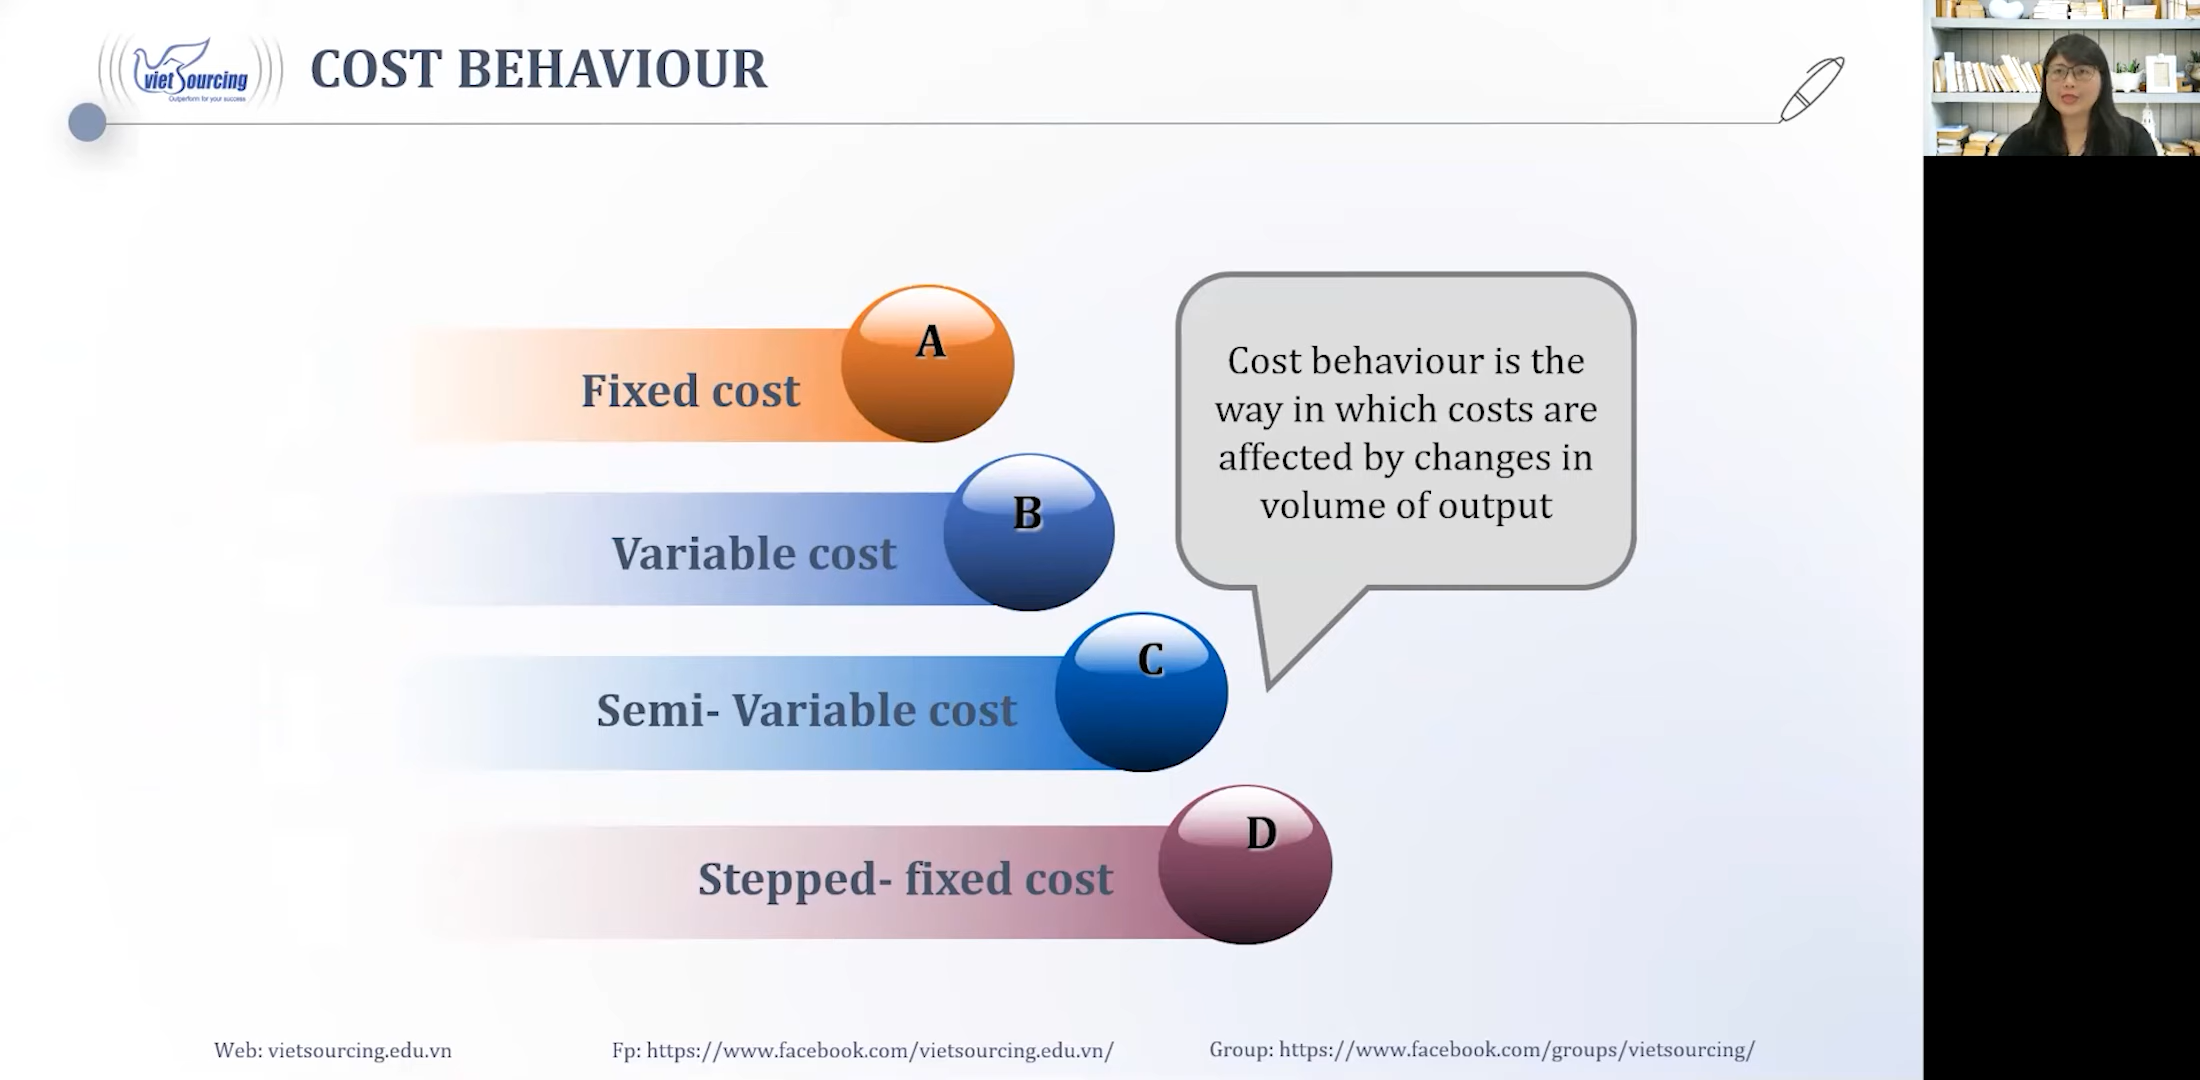 viet Sourcing
Outperform for your success
COST BEHAVIOUR
A
Fixed cost
B
Variable cost
C
Semi- Variable cost
D
Stepped- fixed cost
Cost behaviour is the
way in which costs are
affected by changes in
volume of output
Web: vietsourcing.edu.vn
Fp: https://www.facebook.com/vietsourcing.edu.vn/
Group: https://www.facebook.com/groups/vietsourcing/